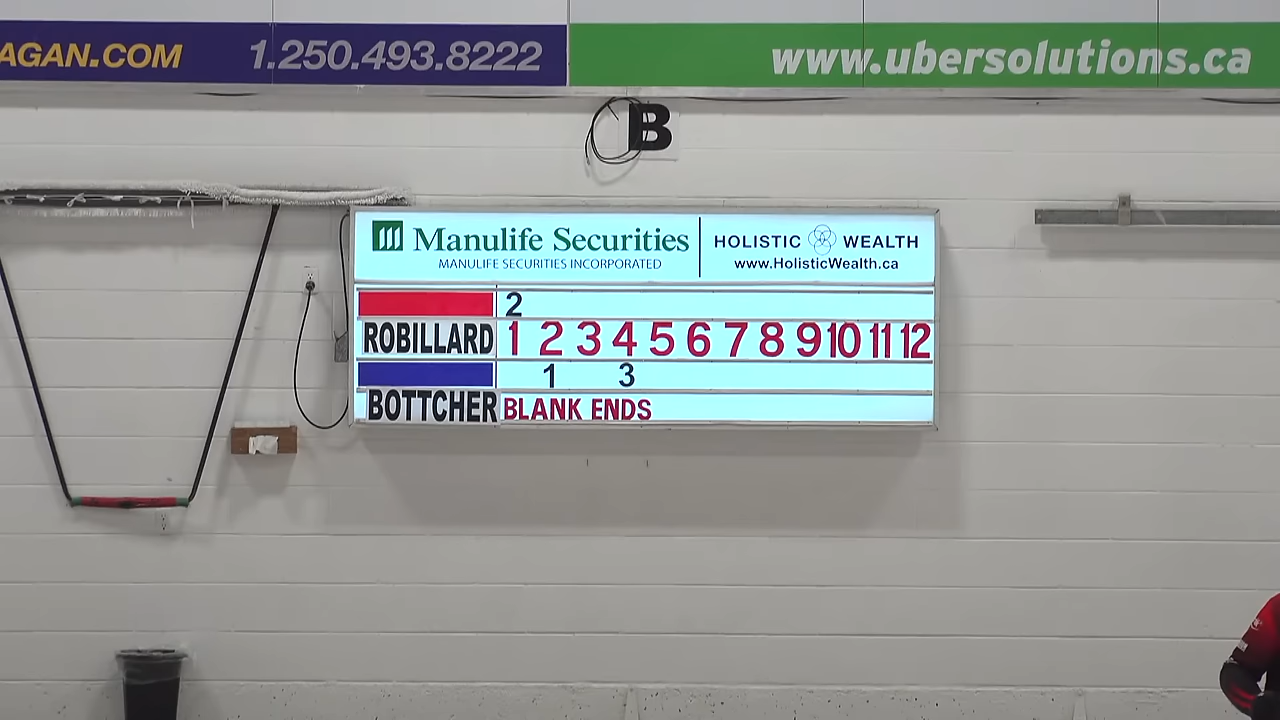 AGAN.COM 1.250.493.8222
www.ubersolutions.ca
B
Manulife Securities
MANULIFE SECURITIES INCORPORATED
HOLISTIC WEALTH
www.HolisticWealth.ca
2
ROBILLARD 1 2 3 4 5 6 7 8 9 10 11 12
1 3
BOTTCHER BLANK ENDS